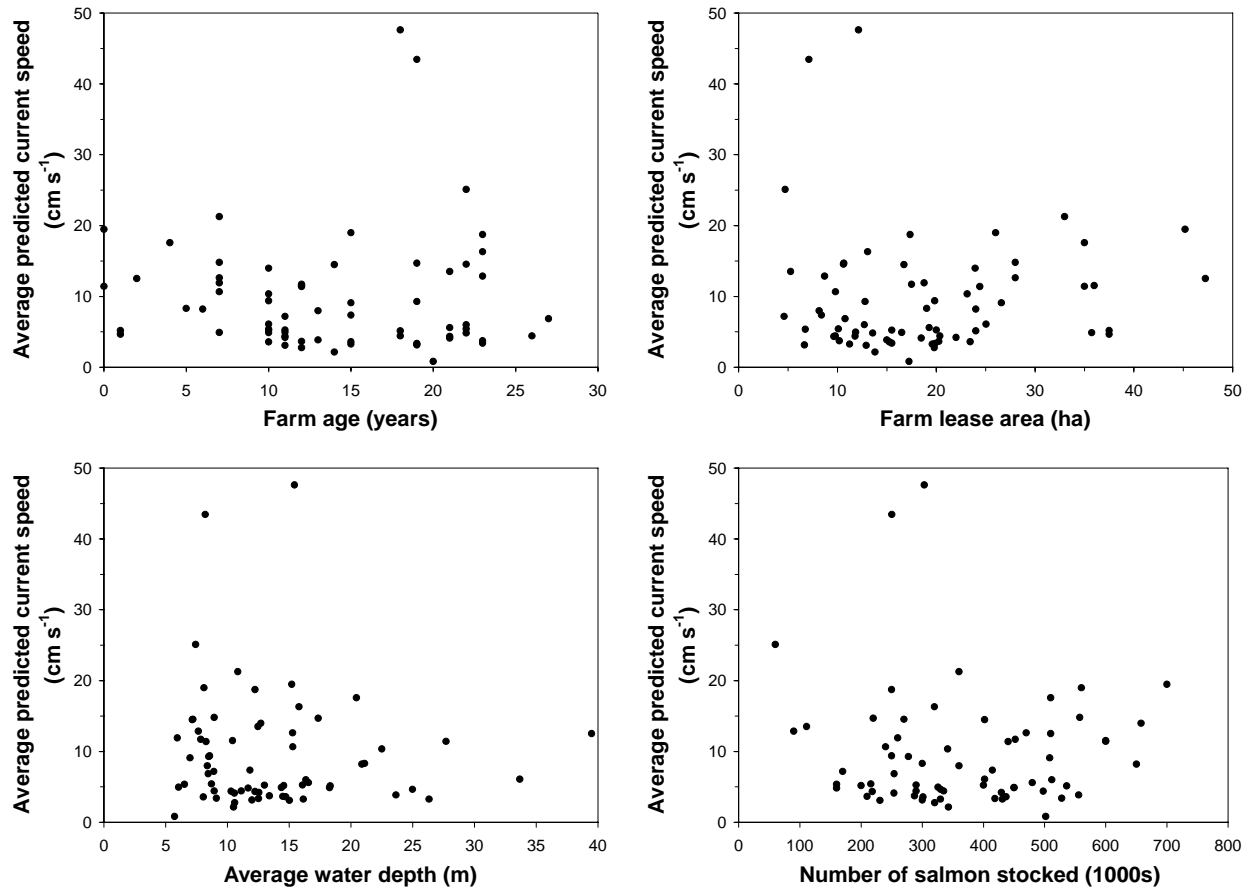 Average predicted current speed
(cm s⁻¹)
50
40
30
20
10
0
0 5 10 15 20 25 30
Farm age (years)
Average predicted current speed
(cm s⁻¹)
50
40
30
20
10
0
0 10 20 30 40 50
Farm lease area (ha)
Average predicted current speed
(cm s⁻¹)
50
40
30
20
10
0
0 5 10 15 20 25 30 35 40
Average water depth (m)
Average predicted current speed
(cm s⁻¹)
50
40
30
20
10
0
0 100 200 300 400 500 600 700 800
Number of salmon stocked (1000s)